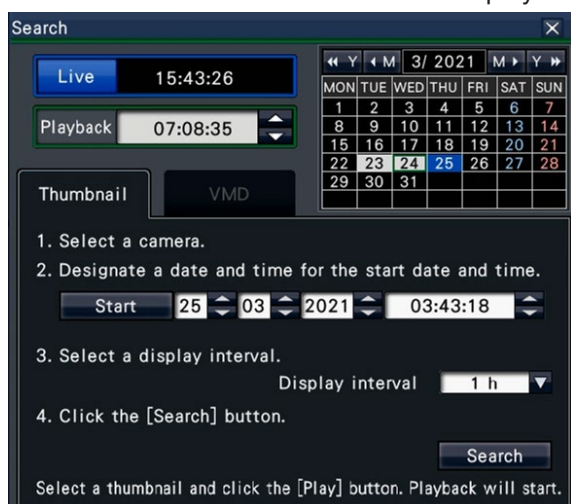 play
Search
Live 15:43:26
Playback 07:08:35
Y M 3/ 2021 M Y
MON TUE WED THU FRI SAT SUN
1 2 3 4 5 6 7
8 9 10 11 12 13 14
15 16 17 18 19 20 21
22 23 24 25 26 27 28
29 30 31
Thumbnail VMD
1. Select a camera.
2. Designate a date and time for the start date and time.
Start 25 03 2021 03:43:18
3. Select a display interval.
Display interval 1 h
4. Click the [Search] button.
Search
Select a thumbnail and click the [Play] button. Playback will start.